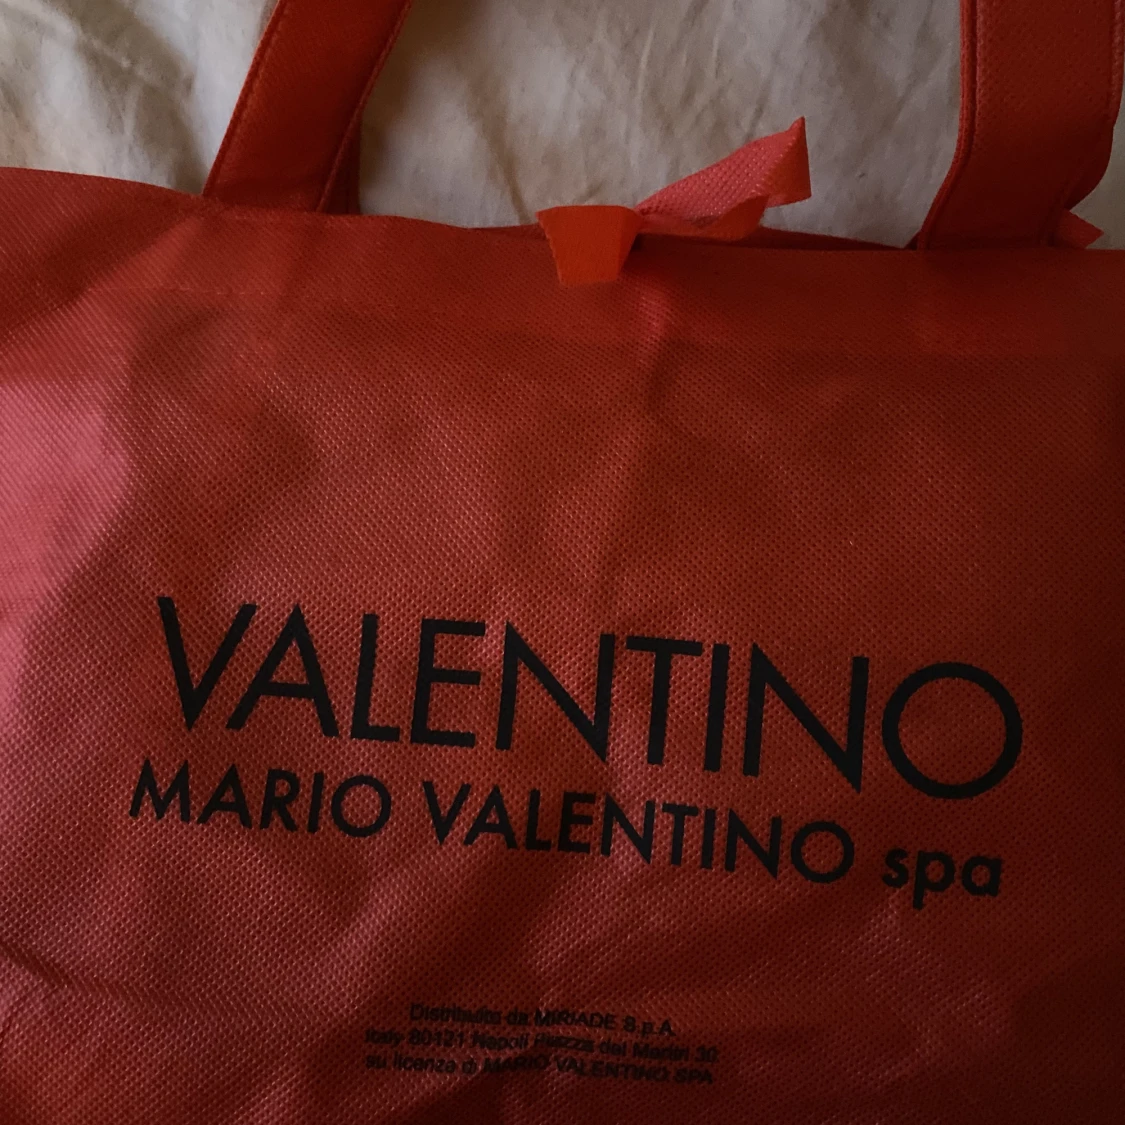 VALENTINO
MARIO VALENTINO spa
Distribuito da MIRIADE S.p.A.
Italy 80121 Napoli Piazza dei Martiri 30
su licenza di MARIO VALENTINO SPA